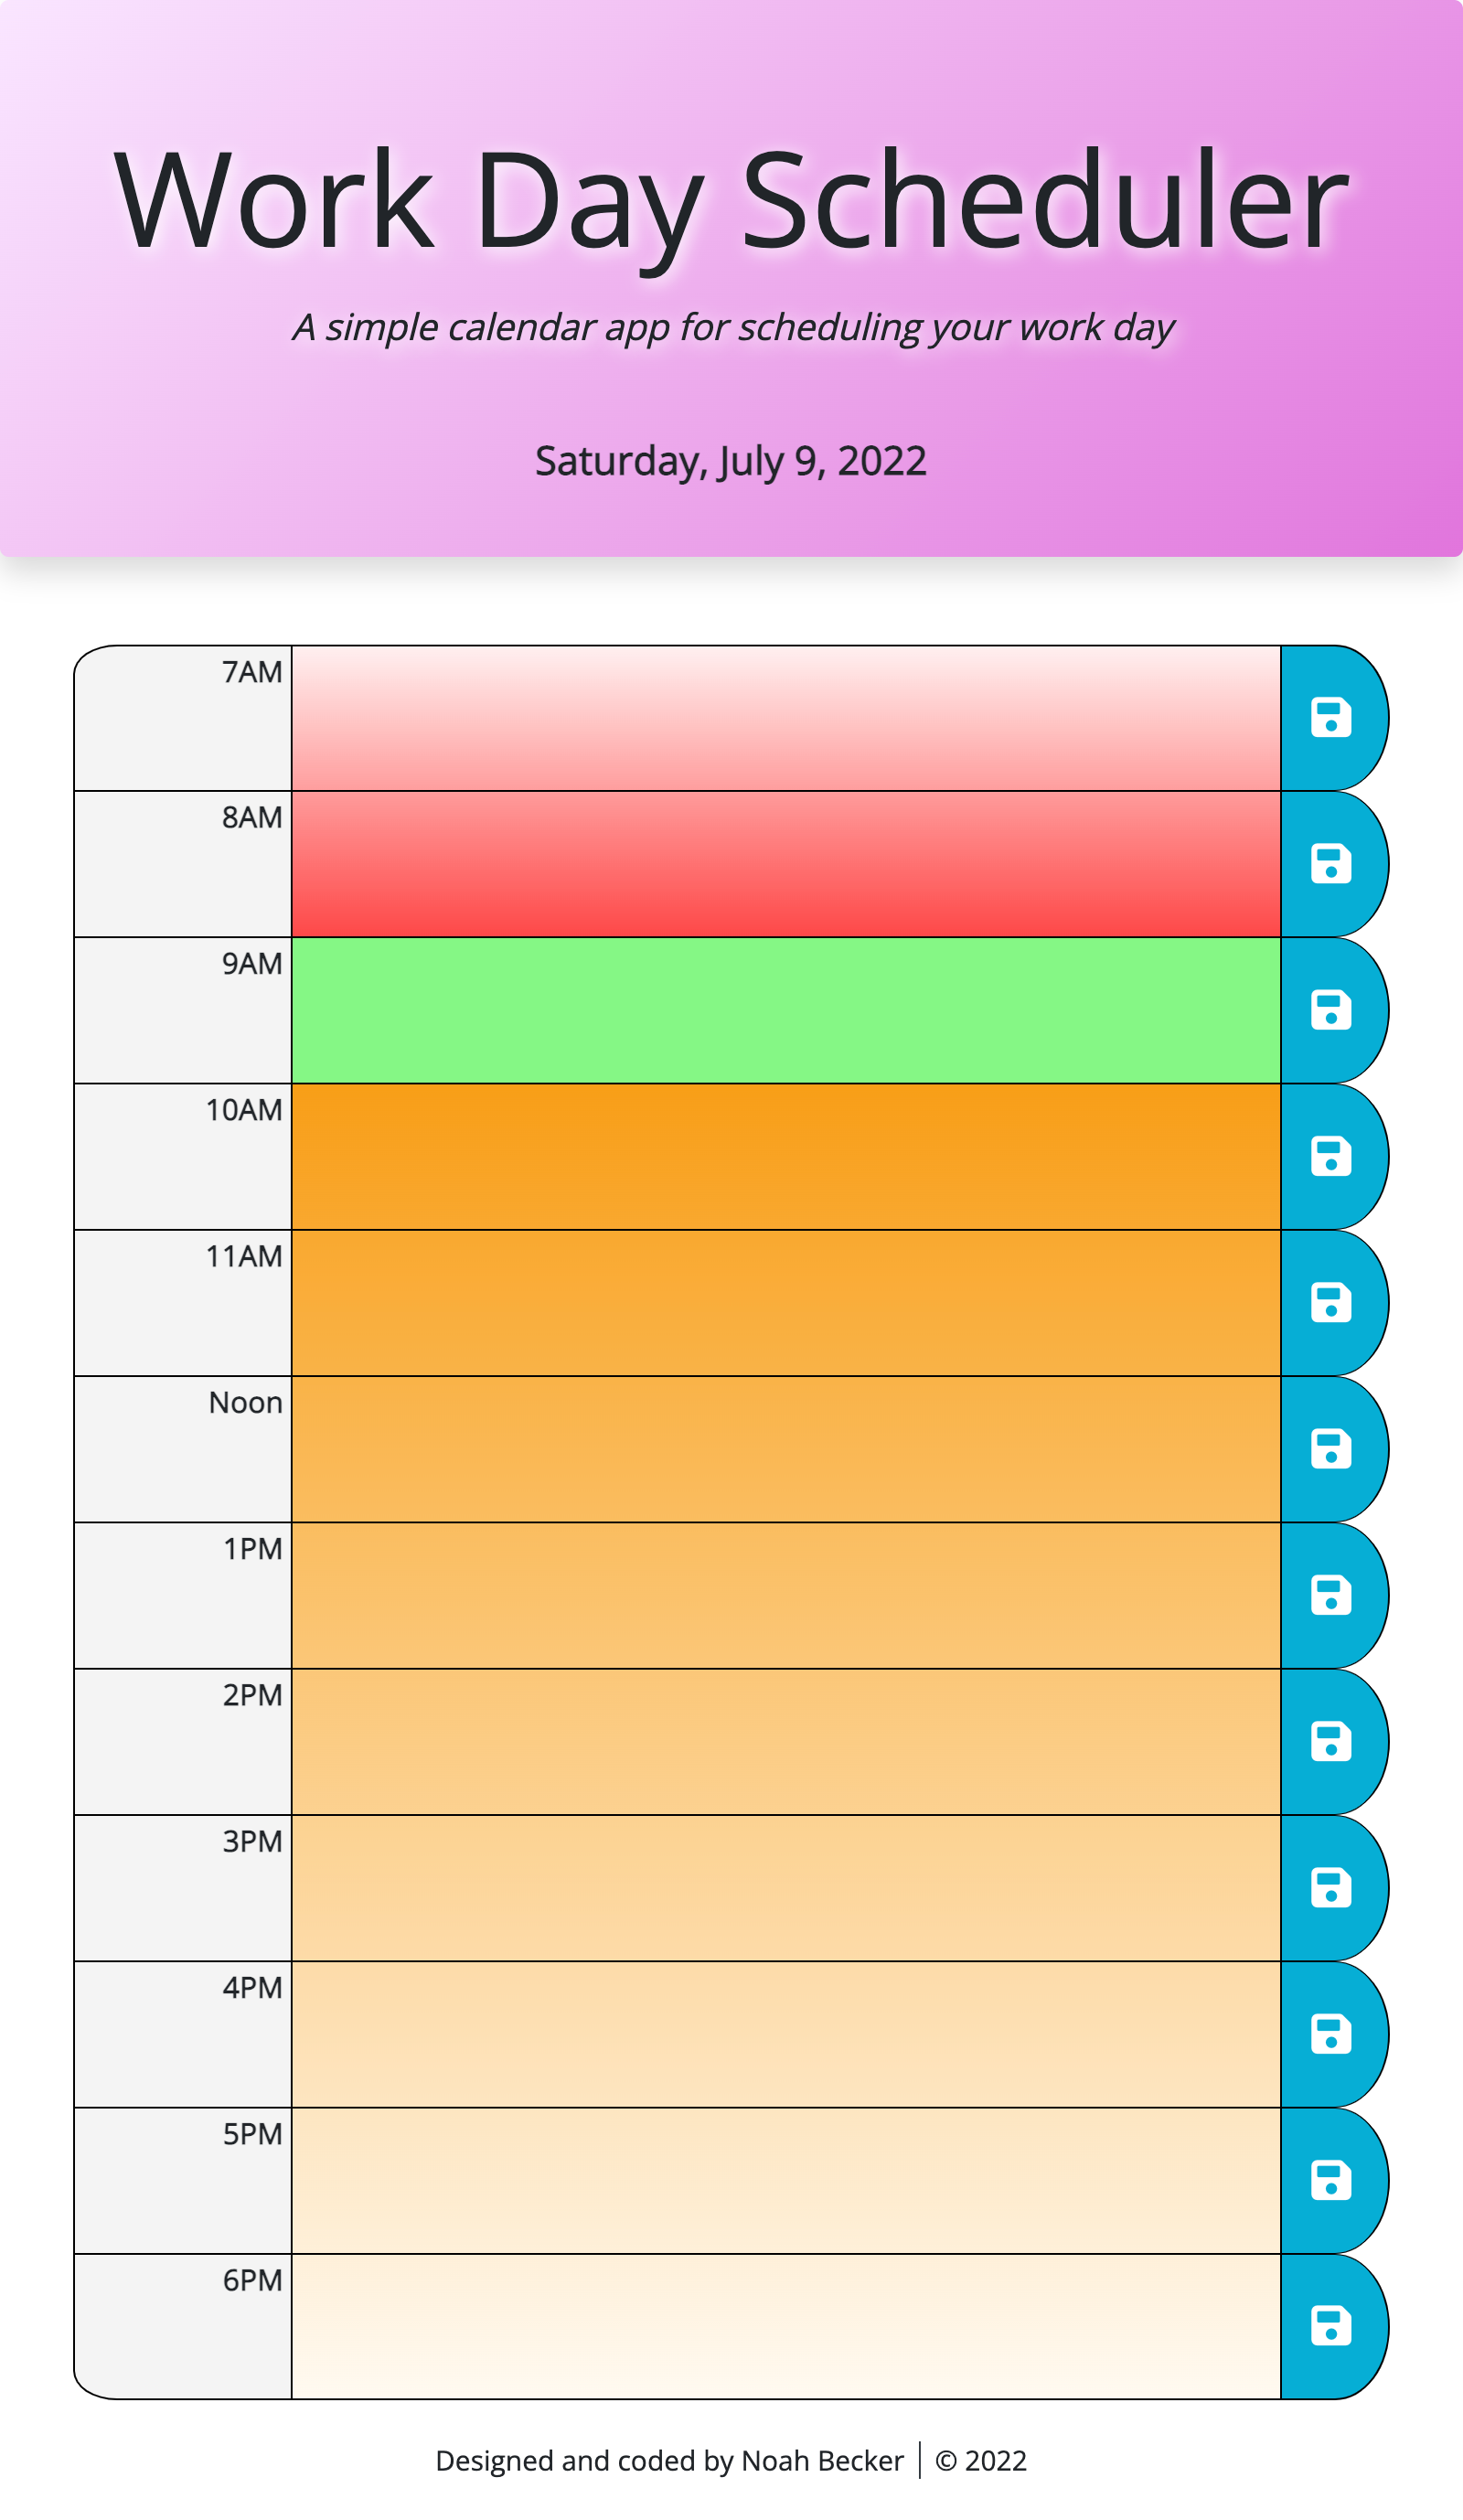 Work Day Scheduler
A simple calendar app for scheduling your work day
Saturday, July 9, 2022
7AM
8AM
9AM
10AM
11AM
Noon
1PM
2PM
3PM
4PM
5PM
6PM
Designed and coded by Noah Becker | © 2022